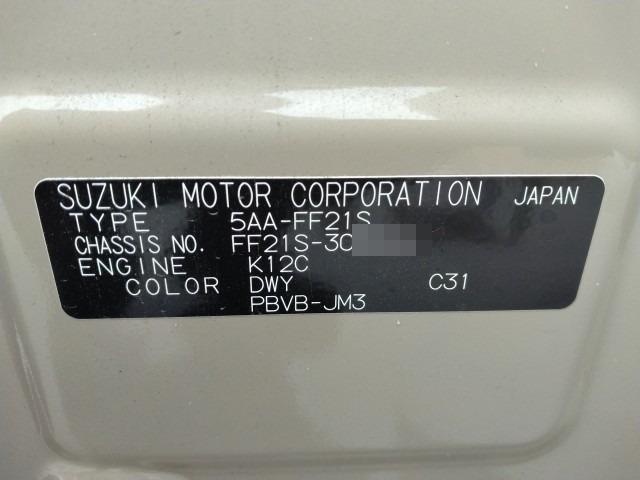 SUZUKI MOTOR CORPORATION JAPAN
TYPE 5AA-FF21S
CHASSIS NO. FF21S-30
ENGINE K12C
COLOR DWY C31
PBVB-JM3